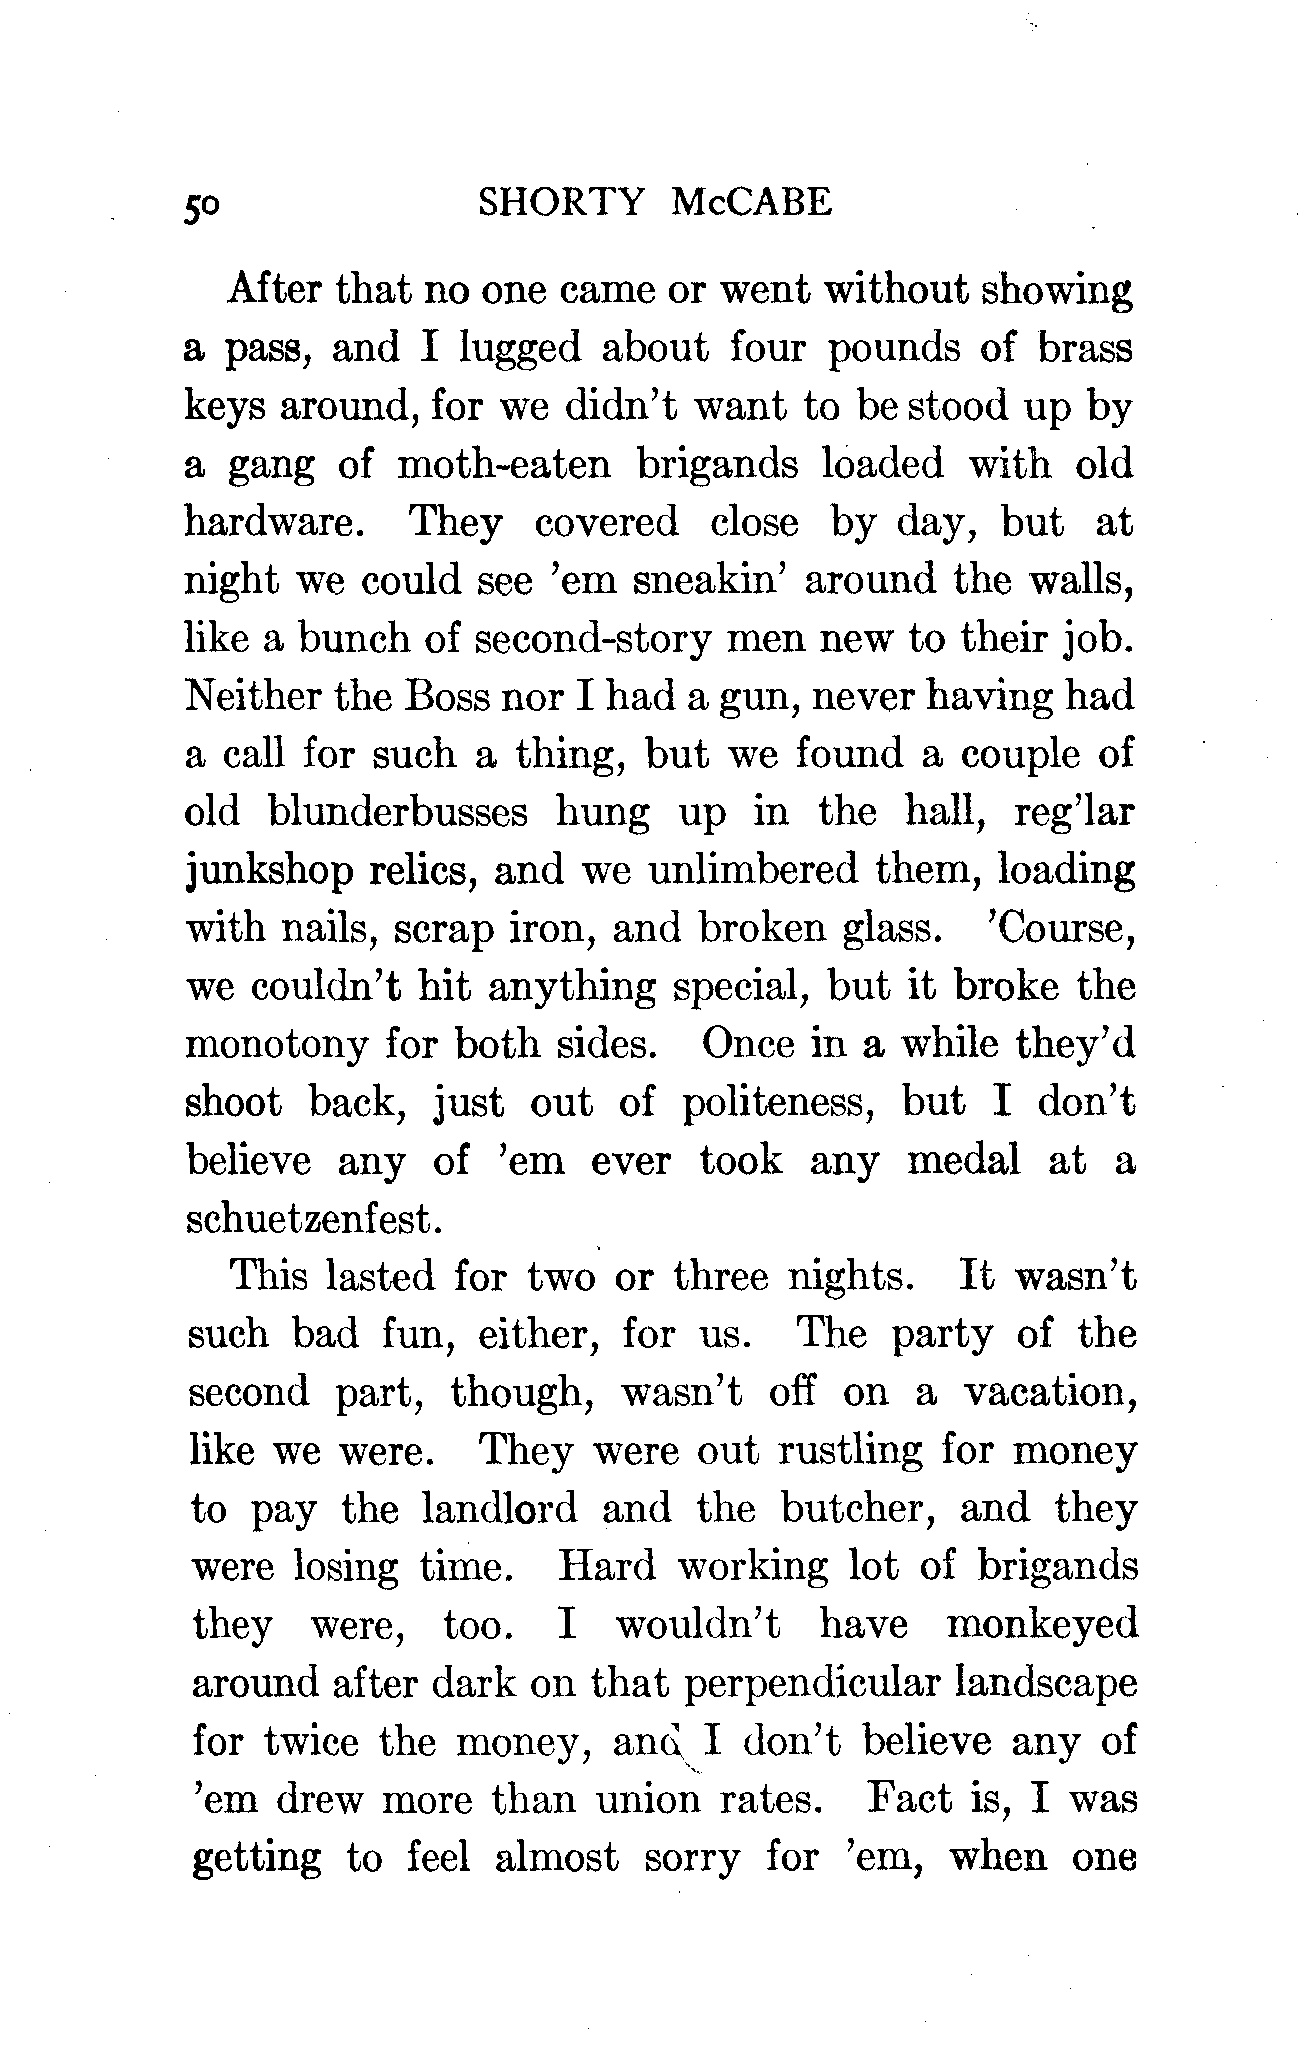 50 SHORTY McCABE
After that no one came or went without showing
a pass, and I lugged about four pounds of brass
keys around, for we didn't want to be stood up by
a gang of moth-eaten brigands loaded with old
hardware. They covered close by day, but at
night we could see 'em sneakin' around the walls,
like a bunch of second-story men new to their job.
Neither the Boss nor I had a gun, never having had
a call for such a thing, but we found a couple of
old blunderbusses hung up in the hall, reg'lar
junkshop relics, and we unlimbered them, loading
with nails, scrap iron, and broken glass. 'Course,
we couldn't hit anything special, but it broke the
monotony for both sides. Once in a while they'd
shoot back, just out of politeness, but I don't
believe any of 'em ever took any medal at a
schuetzenfest.
This lasted for two or three nights. It wasn't
such bad fun, either, for us. The party of the
second part, though, wasn't off on a vacation,
like we were. They were out rustling for money
to pay the landlord and the butcher, and they
were losing time. Hard working lot of brigands
they were, too. I wouldn't have monkeyed
around after dark on that perpendicular landscape
for twice the money, and I don't believe any of
'em drew more than union rates. Fact is, I was
getting to feel almost sorry for 'em, when one